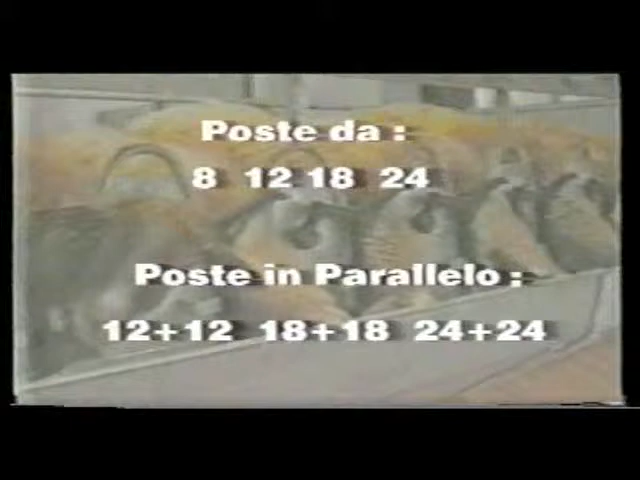 Poste da :
8 12 18 24
Poste in Parallelo :
12+12 18+18 24+24